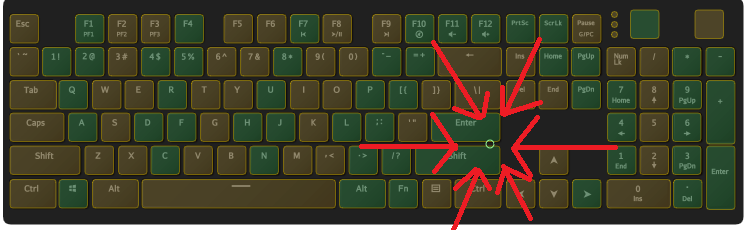 Esc F1 F2 F3 F4 F5 F6 F7 F8 F9 F10 F11 F12 PrtSc ScrLk Pause
PF1 PF2 PF3 G/PC
` ~ 1! 2@ 3# 4$ 5% 6^ 7& 8* 9( 0) - = + Ins Home PgUp Num Lk / * -
Tab Q W E R T Y U I O P [{ ]} \| Del End PgDn 7 Home 8 9 PgUp +
Caps A S D F G H J K L ; : ' " Enter 4 5 6
Shift Z X C V B N M , < . > /? Shift 1 End 2 3 PgDn Enter
Ctrl Alt Alt Fn Ctrl 0 Ins . Del